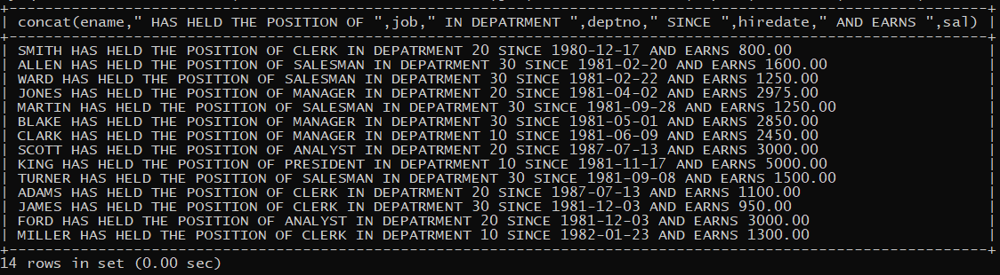 +-------------------------------------------------------------------------------------------------------------+
| concat(ename," HAS HELD THE POSITION OF ",job," IN DEPATRMENT ",deptno," SINCE ",hiredate," AND EARNS ",sal) |
+-------------------------------------------------------------------------------------------------------------+
| SMITH HAS HELD THE POSITION OF CLERK IN DEPATRMENT 20 SINCE 1980-12-17 AND EARNS 800.00 |
| ALLEN HAS HELD THE POSITION OF SALESMAN IN DEPATRMENT 30 SINCE 1981-02-20 AND EARNS 1600.00 |
| WARD HAS HELD THE POSITION OF SALESMAN IN DEPATRMENT 30 SINCE 1981-02-22 AND EARNS 1250.00 |
| JONES HAS HELD THE POSITION OF MANAGER IN DEPATRMENT 20 SINCE 1981-04-02 AND EARNS 2975.00 |
| MARTIN HAS HELD THE POSITION OF SALESMAN IN DEPATRMENT 30 SINCE 1981-09-28 AND EARNS 1250.00 |
| BLAKE HAS HELD THE POSITION OF MANAGER IN DEPATRMENT 30 SINCE 1981-05-01 AND EARNS 2850.00 |
| CLARK HAS HELD THE POSITION OF MANAGER IN DEPATRMENT 10 SINCE 1981-06-09 AND EARNS 2450.00 |
| SCOTT HAS HELD THE POSITION OF ANALYST IN DEPATRMENT 20 SINCE 1987-07-13 AND EARNS 3000.00 |
| KING HAS HELD THE POSITION OF PRESIDENT IN DEPATRMENT 10 SINCE 1981-11-17 AND EARNS 5000.00 |
| TURNER HAS HELD THE POSITION OF SALESMAN IN DEPATRMENT 30 SINCE 1981-09-08 AND EARNS 1500.00 |
| ADAMS HAS HELD THE POSITION OF CLERK IN DEPATRMENT 20 SINCE 1987-07-13 AND EARNS 1100.00 |
| JAMES HAS HELD THE POSITION OF CLERK IN DEPATRMENT 30 SINCE 1981-12-03 AND EARNS 950.00 |
| FORD HAS HELD THE POSITION OF ANALYST IN DEPATRMENT 20 SINCE 1981-12-03 AND EARNS 3000.00 |
| MILLER HAS HELD THE POSITION OF CLERK IN DEPATRMENT 10 SINCE 1982-01-23 AND EARNS 1300.00 |
+-------------------------------------------------------------------------------------------------------------+
14 rows in set (0.00 sec)